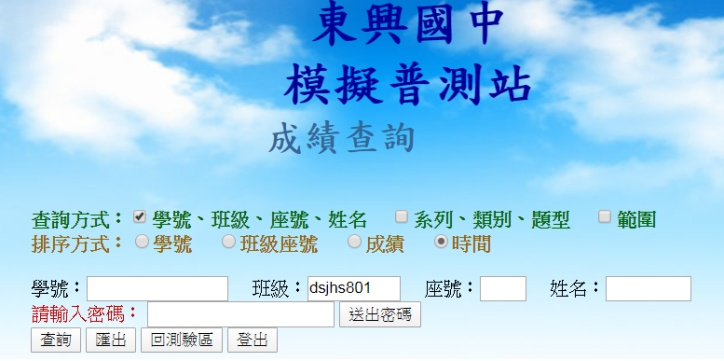 東興國中
模擬普測站
成績查詢
查詢方式：學號、班級、座號、姓名 系列、類別、題型 範圍
排序方式：學號 班級座號 成績 時間
學號： 班級：dsjhs801 座號： 姓名：
請輸入密碼： 送出密碼
查詢 匯出 回測驗區 登出